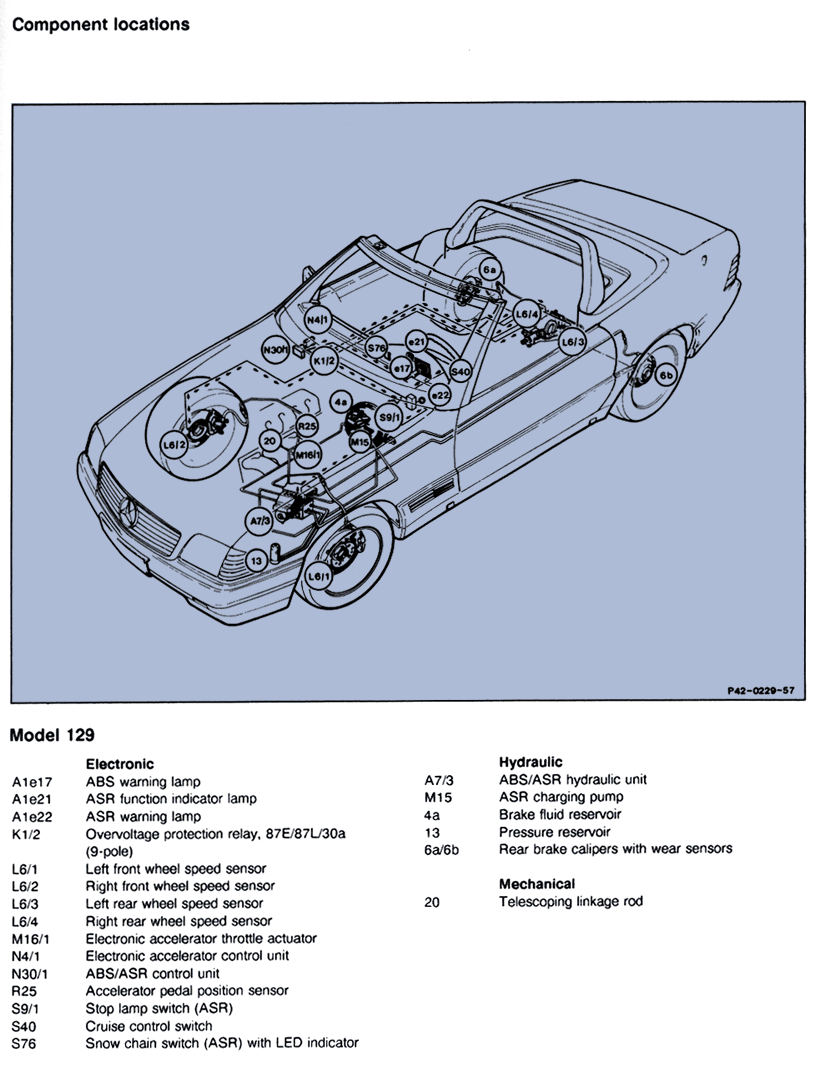 Component locations
6a
L6/4
N4/1
e21
S76
L6/3
N30/1
K1/2
e17
S40
6b
e22
4a
S9/1
R25
L6/2
20
M15
M16/1
A7/3
13
L6/1
P42-0229-57
Model 129
Electronic
A1e17 ABS warning lamp
A1e21 ASR function indicator lamp
A1e22 ASR warning lamp
K1/2 Overvoltage protection relay, 87E/87L/30a
(9-pole)
L6/1 Left front wheel speed sensor
L6/2 Right front wheel speed sensor
L6/3 Left rear wheel speed sensor
L6/4 Right rear wheel speed sensor
M16/1 Electronic accelerator throttle actuator
N4/1 Electronic accelerator control unit
N30/1 ABS/ASR control unit
R25 Accelerator pedal position sensor
S9/1 Stop lamp switch (ASR)
S40 Cruise control switch
S76 Snow chain switch (ASR) with LED indicator
Hydraulic
A7/3 ABS/ASR hydraulic unit
M15 ASR charging pump
4a Brake fluid reservoir
13 Pressure reservoir
6a/6b Rear brake calipers with wear sensors
Mechanical
20 Telescoping linkage rod